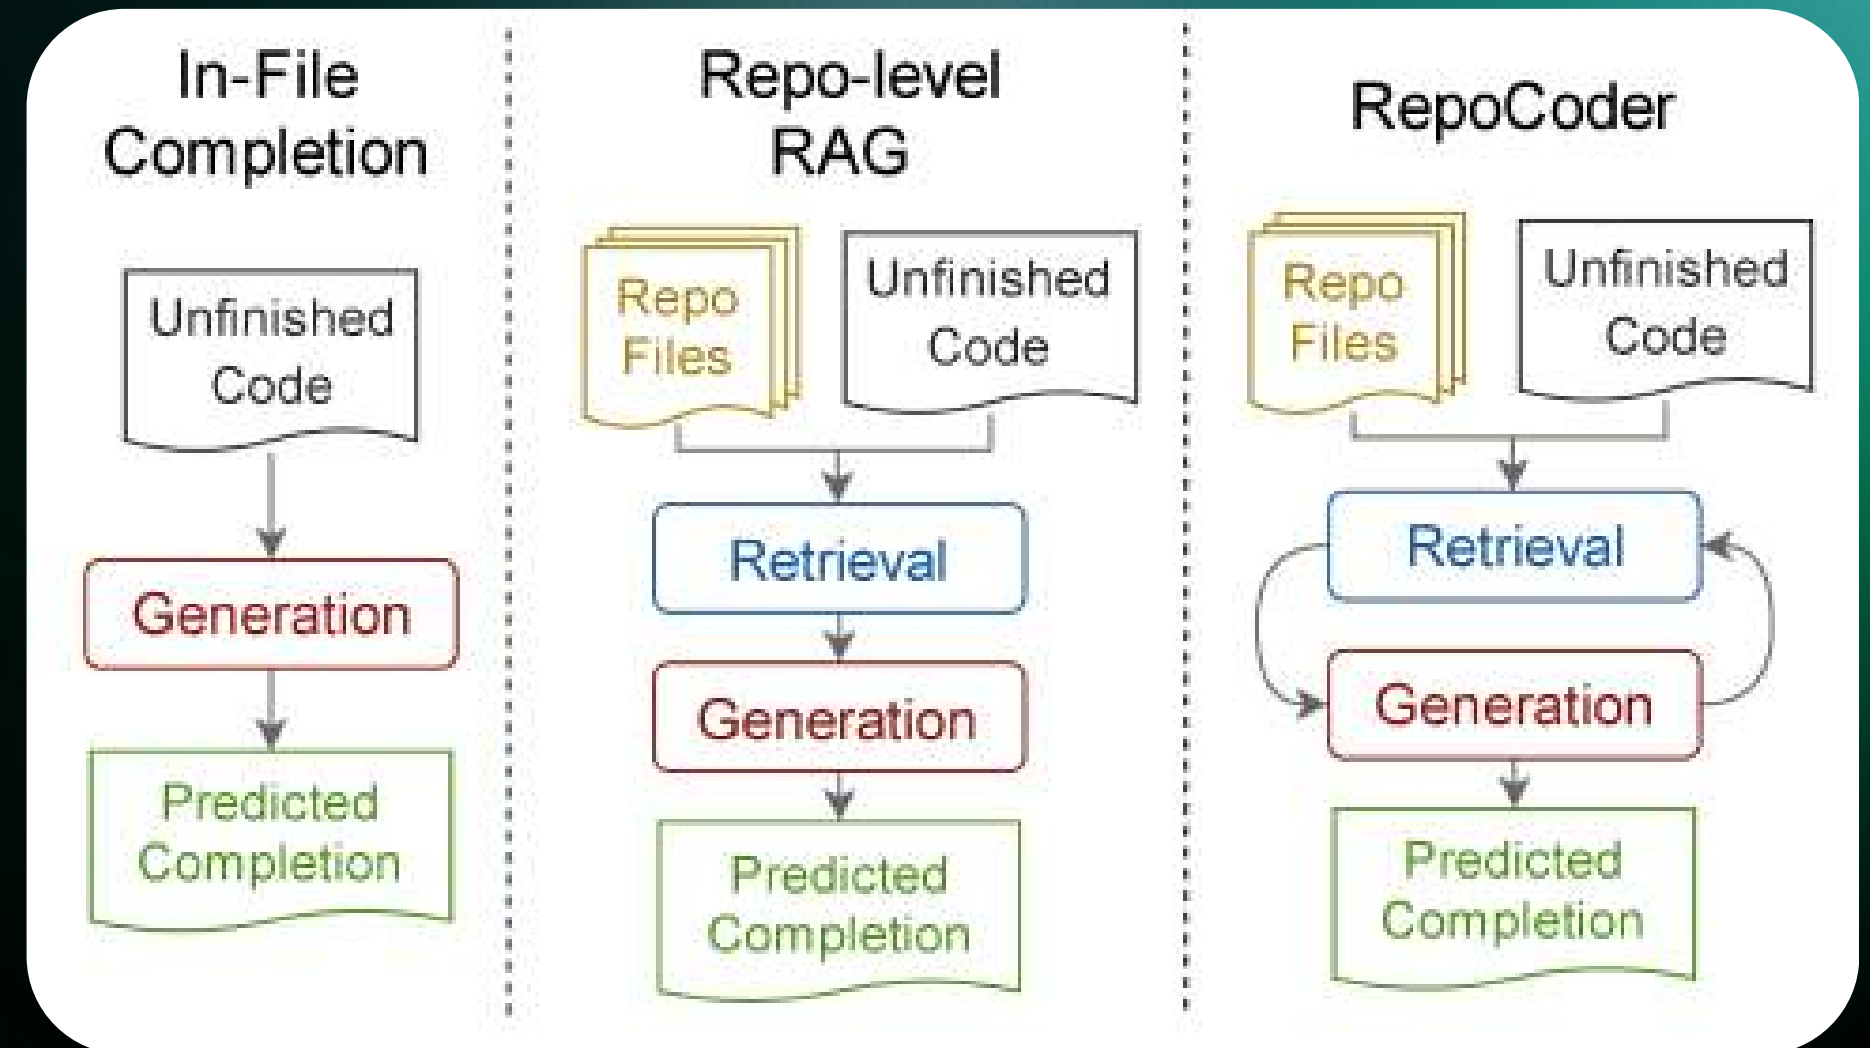 In-File
Completion
Unfinished
Code
Generation
Predicted
Completion
Repo-level
RAG
Repo
Files
Unfinished
Code
Retrieval
Generation
Predicted
Completion
RepoCoder
Repo
Files
Unfinished
Code
Retrieval
Generation
Predicted
Completion